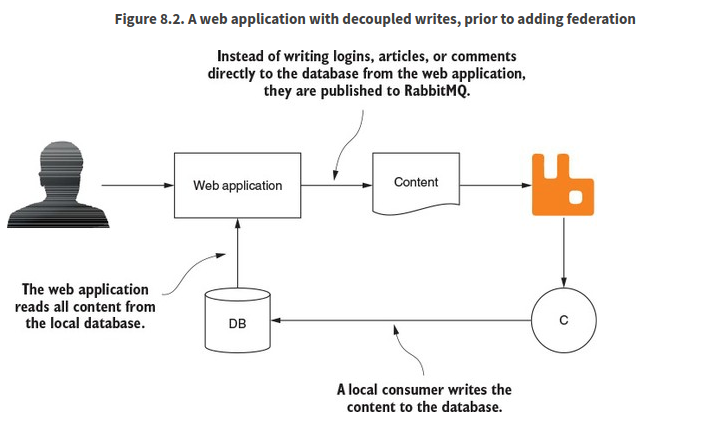 Figure 8.2. A web application with decoupled writes, prior to adding federation
Instead of writing logins, articles, or comments
directly to the database from the web application,
they are published to RabbitMQ.
Web application
Content
The web application
reads all content from
the local database.
DB
C
A local consumer writes the
content to the database.